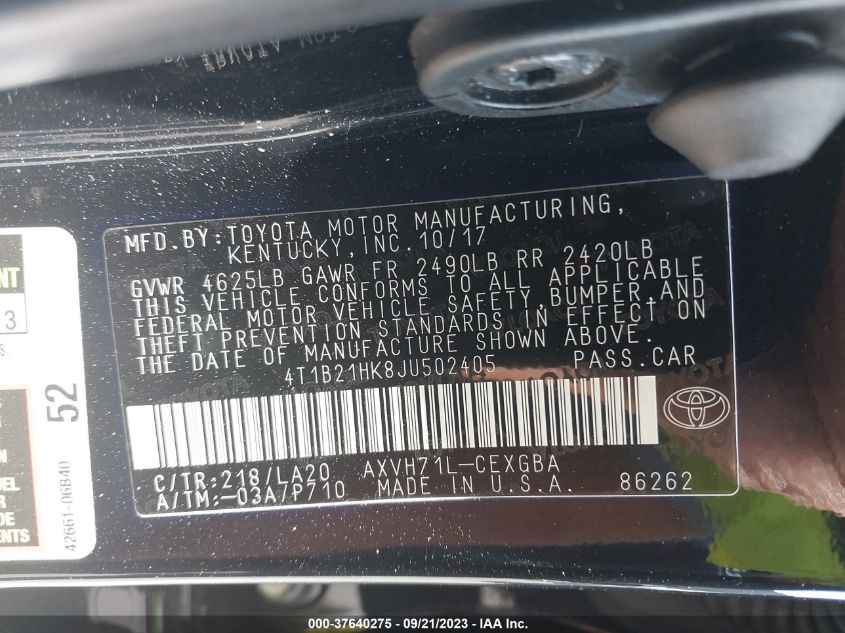 MFD. BY: TOYOTA MOTOR MANUFACTURING,
KENTUCKY, INC. 10/17
GVWR 4625LB GAWR FR 2490LB RR 2420LB
THIS VEHICLE CONFORMS TO ALL APPLICABLE
FEDERAL MOTOR VEHICLE SAFETY, BUMPER, AND
THEFT PREVENTION STANDARDS IN EFFECT ON
THE DATE OF MANUFACTURE SHOWN ABOVE.
4T1B21HK8JU502405 PASS. CAR
C/TR: 218/LA20 AXVH71L-CEXGBA
A/TM: -03A/P710 MADE IN U.S.A. 86262
52
42661-06B40
3
000-37640275 - 09/21/2023 - IAA Inc.